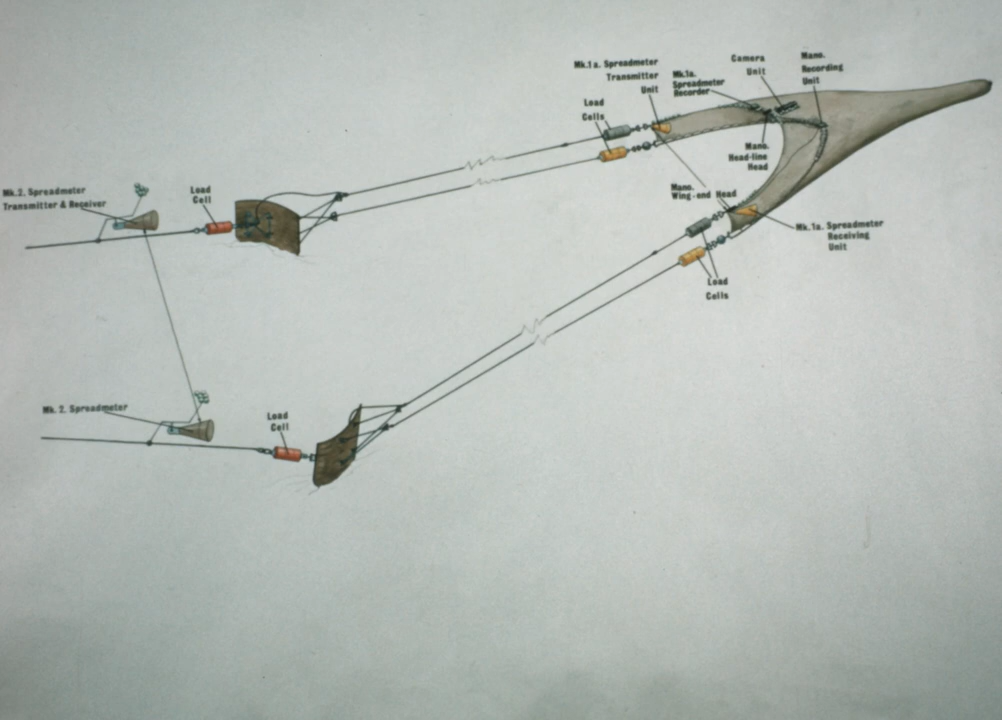 Mk.1a. Spreadmeter
Transmitter
Unit
Mk.1a.
Spreadmeter
Recorder
Camera
Unit
Mano.
Recording
Unit
Load
Cells
Mano.
Head-line
Head
Mk.2. Spreadmeter
Transmitter & Receiver
Load
Cell
Mano.
Wing-end Head
Mk.1a. Spreadmeter
Receiving
Unit
Load
Cells
Mk. 2. Spreadmeter
Load
Cell